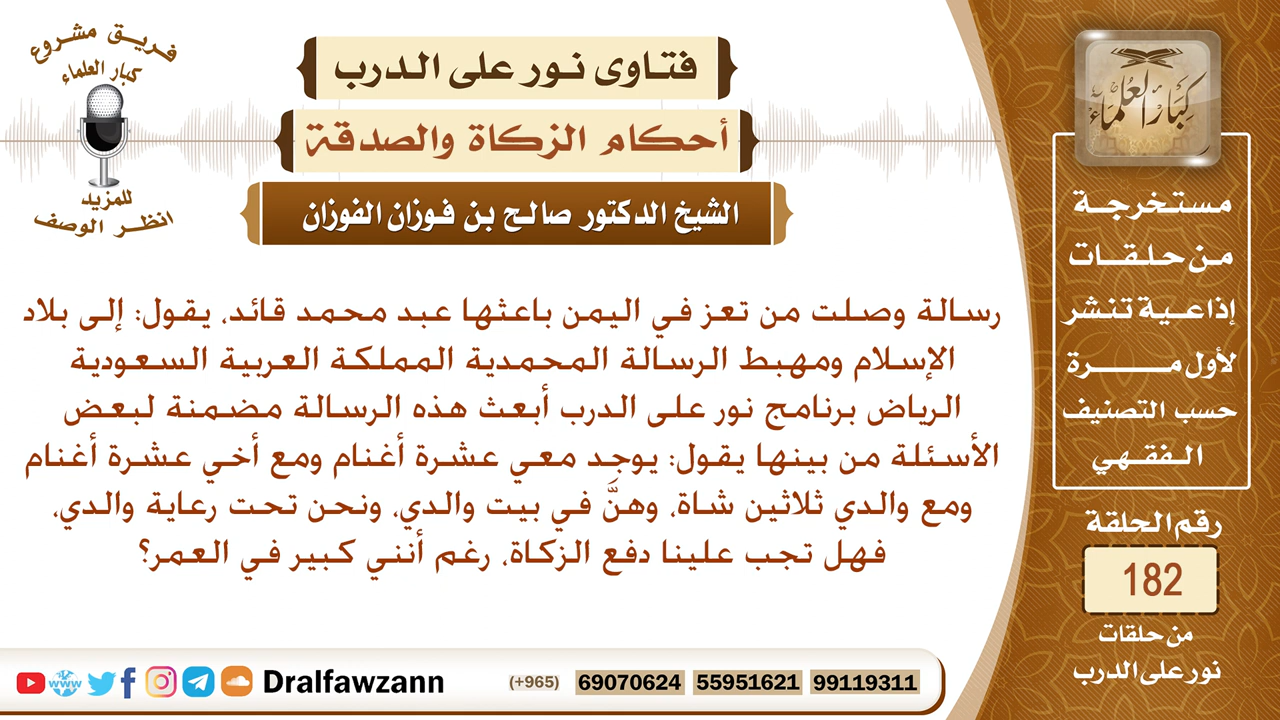 فريق مشروع
كبار العلماء
للمزيد
انظر الوصف
فتاوى نور على الدرب
أحكام الزكاة والصدقة
الشيخ الدكتور صالح بن فوزان الفوزان
رسالة وصلت من تعز في اليمن باعثها عبد محمد قائد، يقول: إلى بلاد
الإسلام ومهبط الرسالة المحمدية المملكة العربية السعودية
الرياض برنامج نور على الدرب أبعث هذه الرسالة مضمنة لبعض
الأسئلة من بينها يقول: يوجد معي عشرة أغنام ومع أخي عشرة أغنام
ومع والدي ثلاثين شاة، وهنَّ في بيت والدي، ونحن تحت رعاية والدي،
فهل تجب علينا دفع الزكاة، رغم أنني كبير في العمر؟
كبار العلماء
مستخرجة
من حلقات
إذاعية تنشر
لأول مرة
حسب التصنيف
الفقهي
رقم الحلقة
182
من حلقات
نور على الدرب
www Dralfawzann (+965) 69070624 55951621 99119311